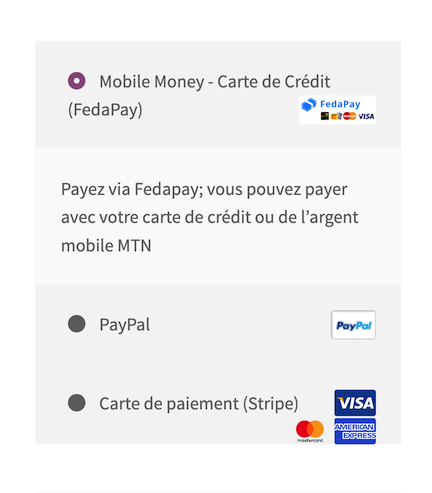 Mobile Money - Carte de Crédit
(FedaPay)
FedaPay
VISA
Payez via Fedapay; vous pouvez payer
avec votre carte de crédit ou de l’argent
mobile MTN
PayPal
PayPal
Carte de paiement (Stripe)
VISA
mastercard.
AMERICAN
EXPRESS